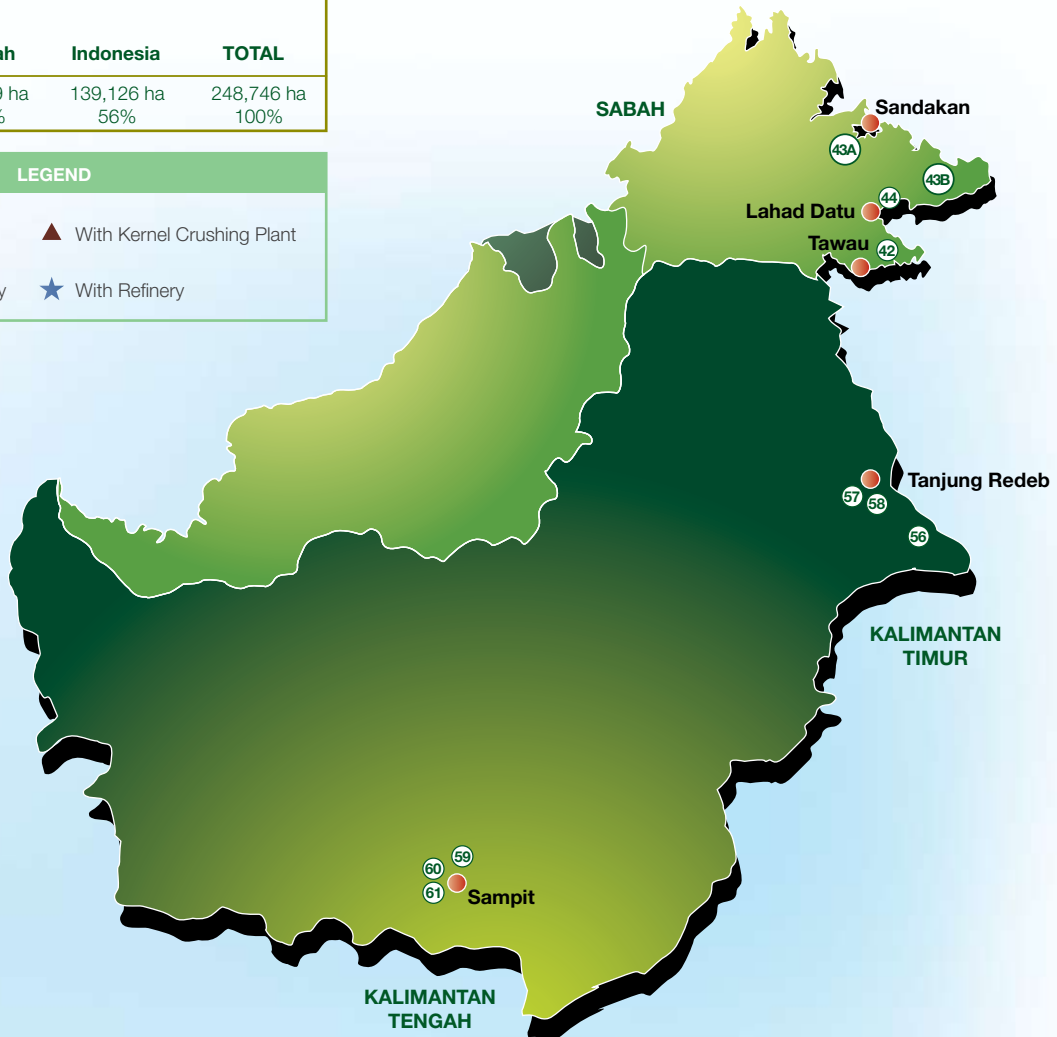 Indonesia TOTAL
ha 139,126 ha 248,746 ha
% 56% 100%
LEGEND
With Kernel Crushing Plant
With Refinery
SABAH
Sandakan
43A
43B
44
Lahad Datu
Tawau
42
Tanjung Redeb
57
58
56
KALIMANTAN
TIMUR
59
60
61
Sampit
KALIMANTAN
TENGAH